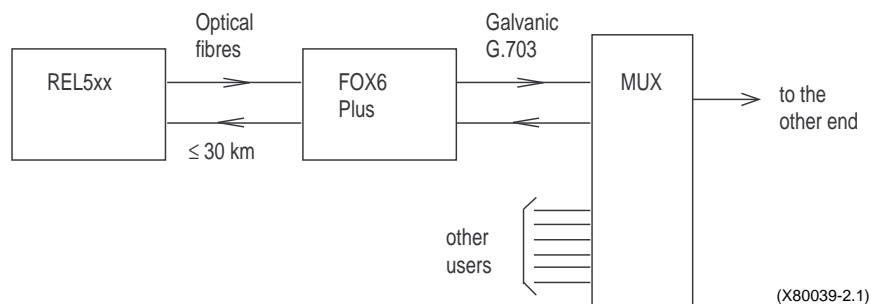 Optical
fibres
Galvanic
G.703
REL5xx
FOX6
Plus
MUX
to the
other end
≤ 30 km
other
users
(X80039-2.1)